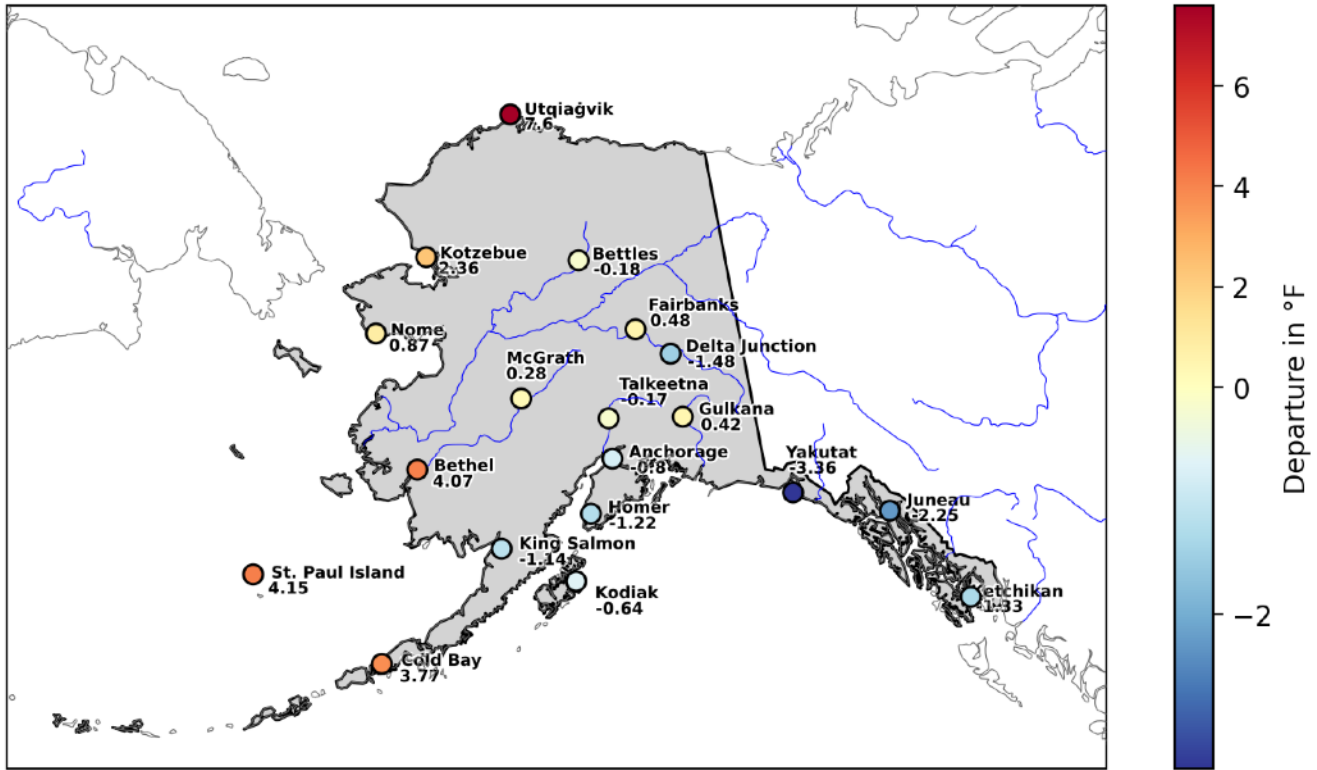 Utqiaġvik
7.6
Kotzebue
2.36
Bettles
-0.18
Fairbanks
0.48
Nome
0.87
Delta Junction
-1.48
McGrath
0.28
Talkeetna
-0.17
Gulkana
0.42
Anchorage
Yakutat
-3.36
Bethel
4.07
Homer
-1.22
Juneau
-2.25
King Salmon
-1.14
St. Paul Island
4.15
Kodiak
-0.64
etchikan
-1.33
Cold Bay
3.77
6
4
2
0
−2
Departure in °F